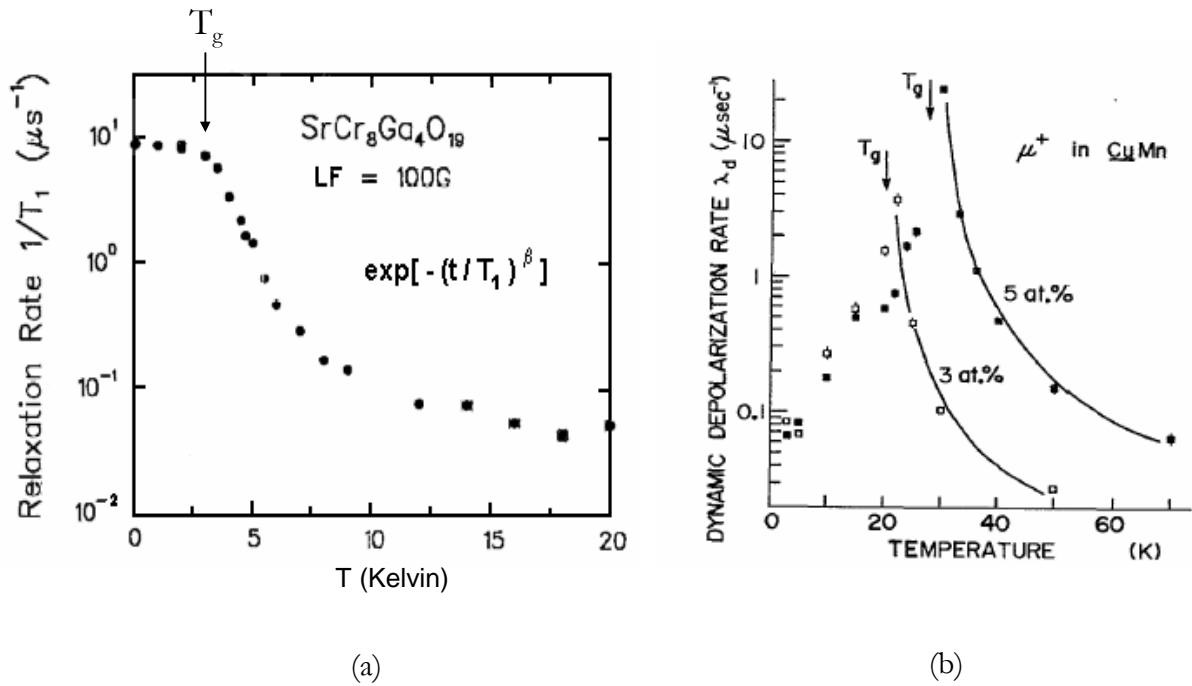 T_g
Relaxation Rate 1/T₁ (μs⁻¹)
SrCr₈Ga₄O₁₉
LF = 100G
exp[-(t/T₁)^β]
10¹
10⁰
10⁻¹
10⁻²
0 5 10 15 20
T (Kelvin)
(a)
DYNAMIC DEPOLARIZATION RATE λ_d (μsec⁻¹)
T_g
T_g
μ⁺ in CuMn
10
1
0.1
5 at.%
3 at.%
0 20 40 60
TEMPERATURE (K)
(b)